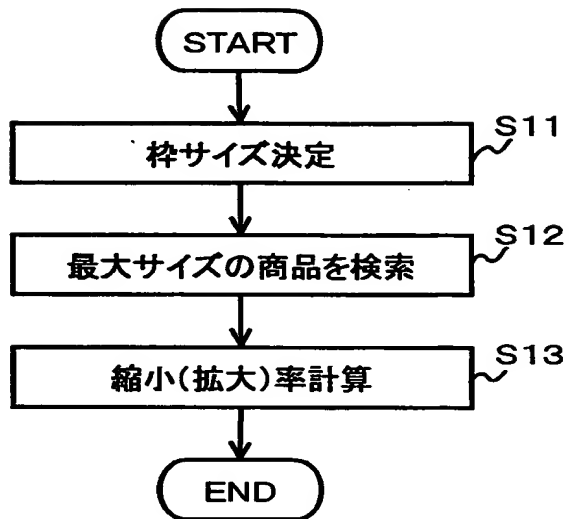 START
S11
枠サイズ決定
S12
最大サイズの商品を検索
S13
縮小(拡大)率計算
END